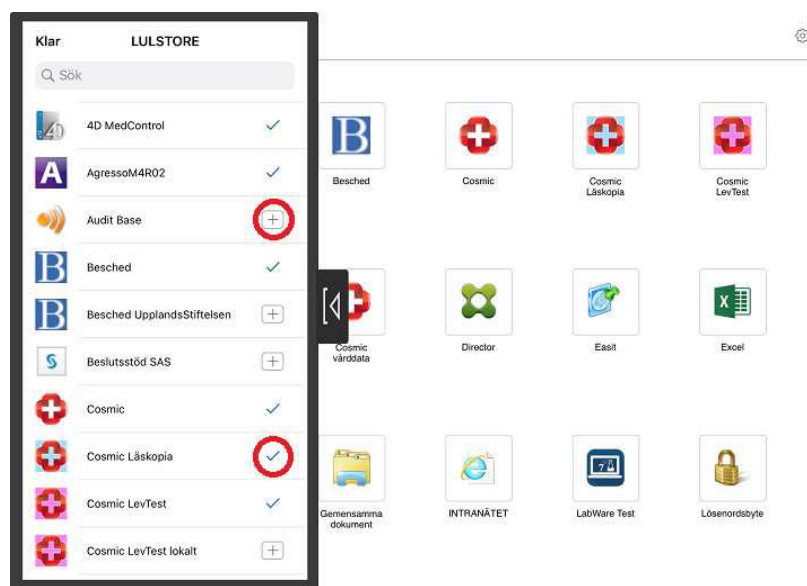 Klar
LULSTORE
Sök
4D MedControl
A
AgressoM4R02
Audit Base
B
Besched
B
Besched UpplandsStiftelsen
S
Beslutsstöd SAS
Cosmic
Cosmic Läskopia
Cosmic LevTest
Cosmic LevTest lokalt
B
Besched
Cosmic
Cosmic
Läskopia
Cosmic
LevTest
Cosmic
vårddata
Director
Easit
X
Excel
Gemensamma
dokument
INTRANÄTET
7
LabWare Test
Lösenordsbyte